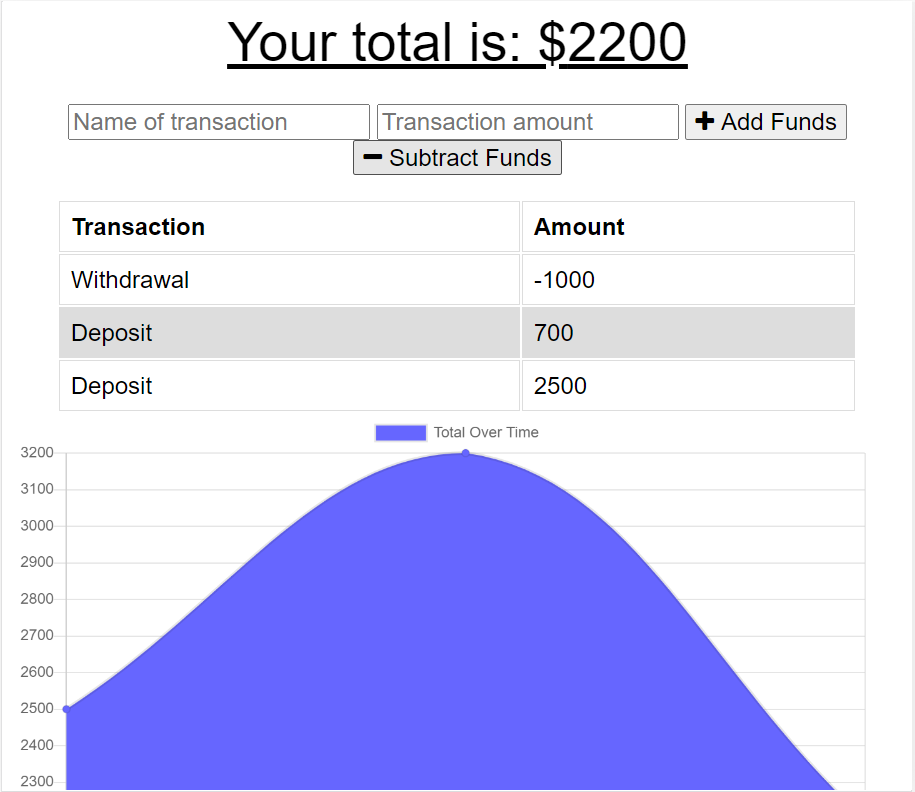 Your total is: $2200
Name of transaction Transaction amount + Add Funds
− Subtract Funds
Transaction Amount
Withdrawal -1000
Deposit 700
Deposit 2500
Total Over Time
3200
3100
3000
2900
2800
2700
2600
2500
2400
2300